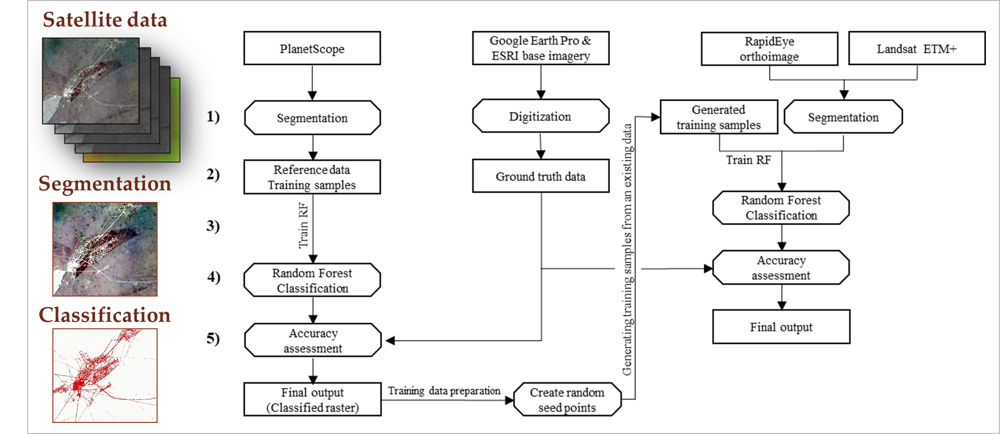 Satellite data
Segmentation
Classification
1)
2)
3)
4)
5)
PlanetScope
Segmentation
Reference data
Training samples
Train RF
Random Forest
Classification
Accuracy
assessment
Final output
(Classified raster)
Training data preparation
Create random
seed points
Google Earth Pro &
ESRI base imagery
Digitization
Ground truth data
Generating training samples from an existing data
RapidEye
orthoimage
Landsat ETM+
Generated
training samples
Segmentation
Train RF
Random Forest
Classification
Accuracy
assessment
Final output